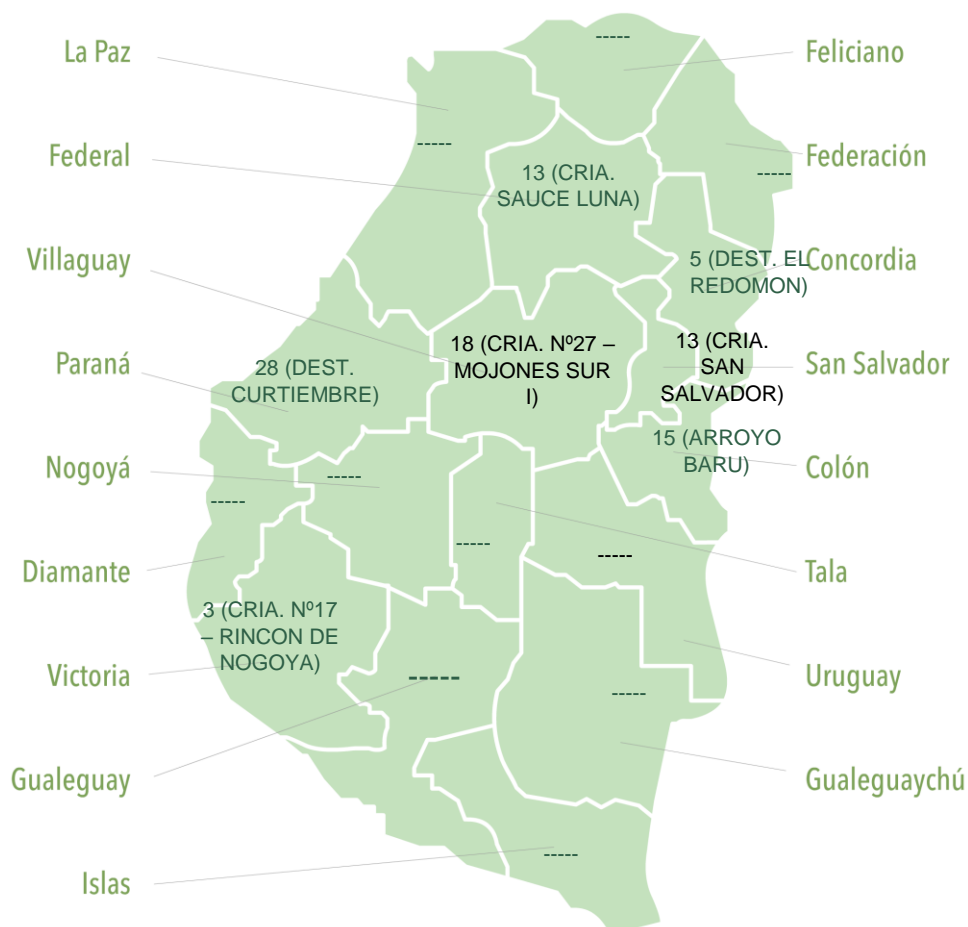 -----
La Paz
Feliciano
-----
Federal
Federación
13 (CRIA.
SAUCE LUNA)
-----
Villaguay
5 (DEST. EL
REDOMON)
Concordia
Paraná
28 (DEST.
CURTIEMBRE)
18 (CRIA. Nº27 –
MOJONES SUR
I)
13 (CRIA.
SAN
SALVADOR)
San Salvador
15 (ARROYO
BARU)
Nogoyá
-----
Colón
-----
-----
-----
Diamante
Tala
3 (CRIA. Nº17
– RINCON DE
NOGOYA)
Victoria
-----
Uruguay
-----
Gualeguay
Gualeguaychú
-----
Islas